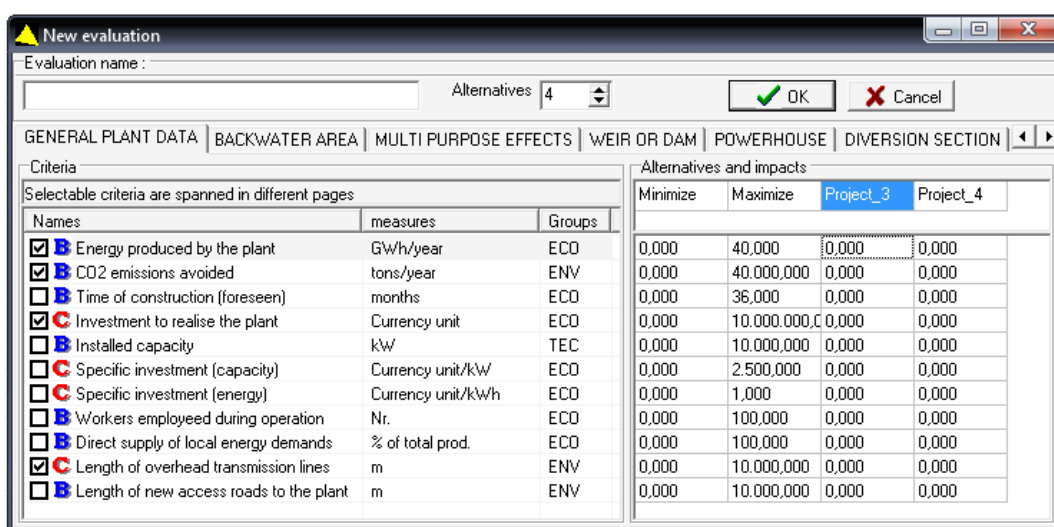 New evaluation
Evaluation name :
Alternatives 4 OK Cancel
GENERAL PLANT DATA BACKWATER AREA MULTI PURPOSE EFFECTS WEIR OR DAM POWERHOUSE DIVERSION SECTION
Criteria Alternatives and impacts
Selectable criteria are spanned in different pages Minimize Maximize Project_3 Project_4
Names measures Groups
B Energy produced by the plant GWh/year ECO 0,000 40,000 0,000 0,000
B CO2 emissions avoided tons/year ENV 0,000 40.000,000 0,000 0,000
B Time of construction (foreseen) months ECO 0,000 36,000 0,000 0,000
C Investment to realise the plant Currency unit ECO 0,000 10.000.000,0 0,000 0,000
B Installed capacity kW TEC 0,000 10.000,000 0,000 0,000
C Specific investment (capacity) Currency unit/kW ECO 0,000 2.500,000 0,000 0,000
C Specific investment (energy) Currency unit/kWh ECO 0,000 1,000 0,000 0,000
B Workers employeed during operation Nr. ECO 0,000 100,000 0,000 0,000
B Direct supply of local energy demands % of total prod. ECO 0,000 100,000 0,000 0,000
C Length of overhead transmission lines m ENV 0,000 10.000,000 0,000 0,000
B Length of new access roads to the plant m ENV 0,000 10.000,000 0,000 0,000